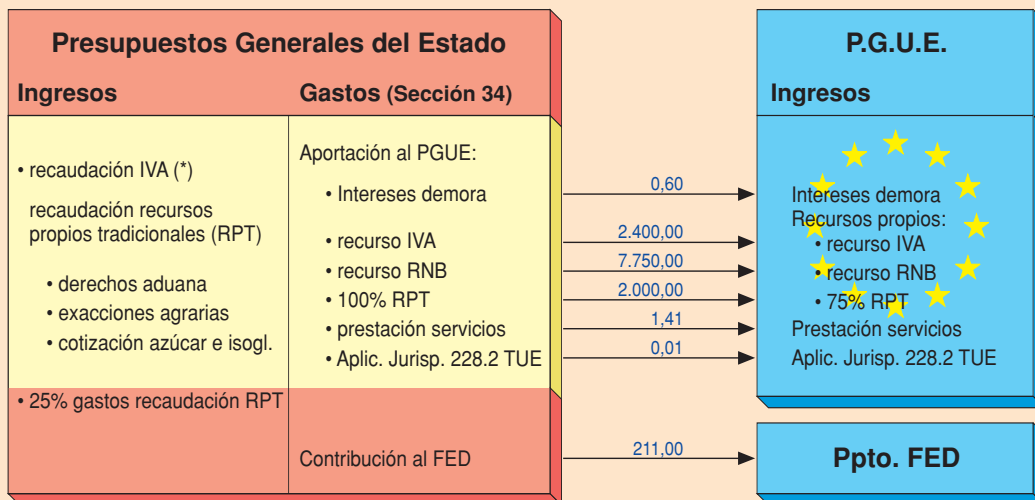 Presupuestos Generales del Estado
Ingresos
Gastos (Sección 34)
• recaudación IVA (*)
recaudación recursos
propios tradicionales (RPT)
• derechos aduana
• exacciones agrarias
• cotización azúcar e isogl.
• 25% gastos recaudación RPT
Aportación al PGUE:
• Intereses demora
• recurso IVA
• recurso RNB
• 100% RPT
• prestación servicios
• Aplic. Jurisp. 228.2 TUE
Contribución al FED
0,60
2.400,00
7.750,00
2.000,00
1,41
0,01
211,00
P.G.U.E.
Ingresos
Intereses demora
Recursos propios:
• recurso IVA
• recurso RNB
• 75% RPT
Prestación servicios
Aplic. Jurisp. 228.2 TUE
Ppto. FED